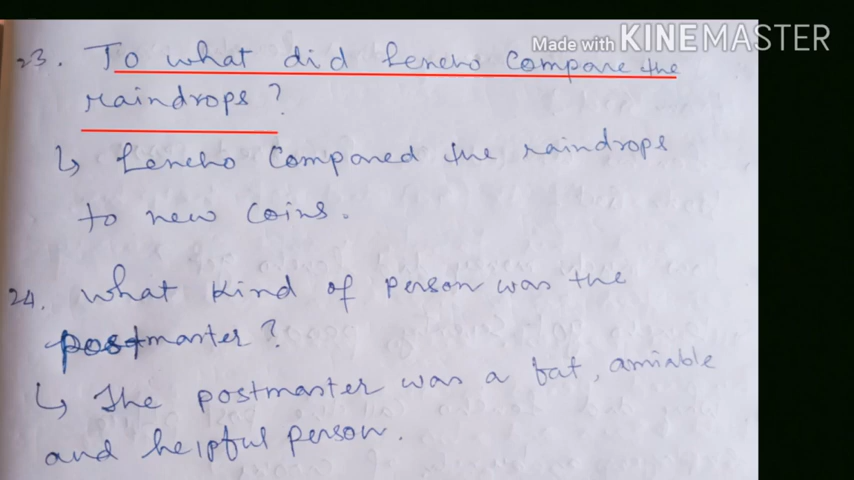 Made with KINEMASTER
23. To what did Lencho compare the
raindrops?
↳ Lencho compared the raindrops
to new coins.
24. What kind of person was the
postmaster?
↳ The postmaster was a fat, amiable
and helpful person.